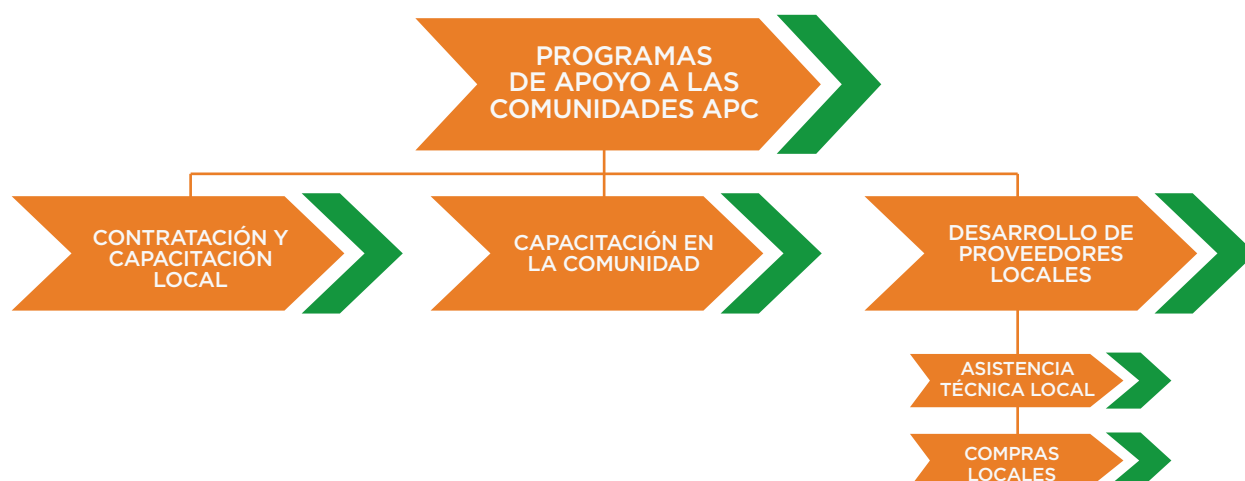 PROGRAMAS
DE APOYO A LAS
COMUNIDADES APC
CONTRATACIÓN Y
CAPACITACIÓN
LOCAL
CAPACITACIÓN EN
LA COMUNIDAD
DESARROLLO DE
PROVEEDORES
LOCALES
ASISTENCIA
TÉCNICA LOCAL
COMPRAS
LOCALES